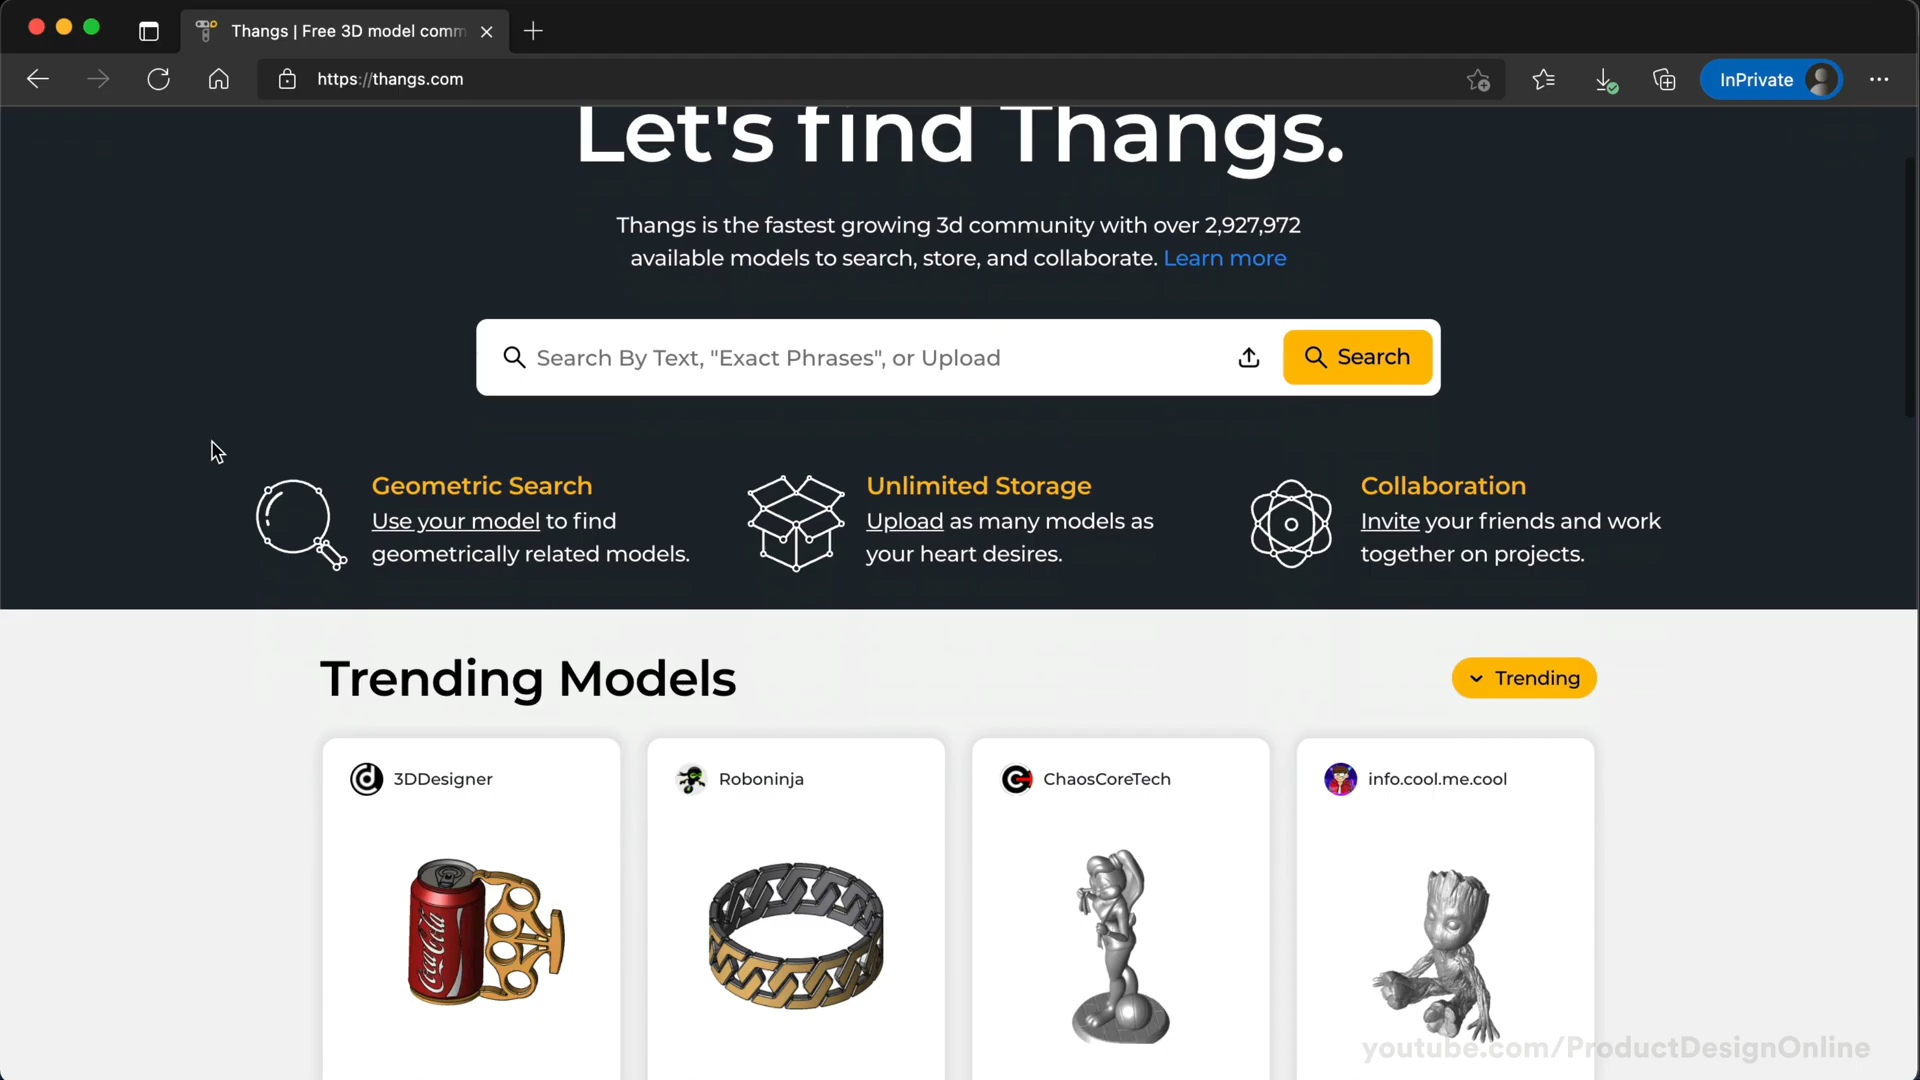 Thangs | Free 3D model comm
https://thangs.com
InPrivate
Let's find Thangs.
Thangs is the fastest growing 3d community with over 2,927,972
available models to search, store, and collaborate. Learn more
Search By Text, "Exact Phrases", or Upload
Search
Geometric Search
Use your model to find
geometrically related models.
Unlimited Storage
Upload as many models as
your heart desires.
Collaboration
Invite your friends and work
together on projects.
Trending Models
Trending
3DDesigner
Roboninja
ChaosCoreTech
info.cool.me.cool
Coca-Cola
youtube.com/ProductDesignOnline